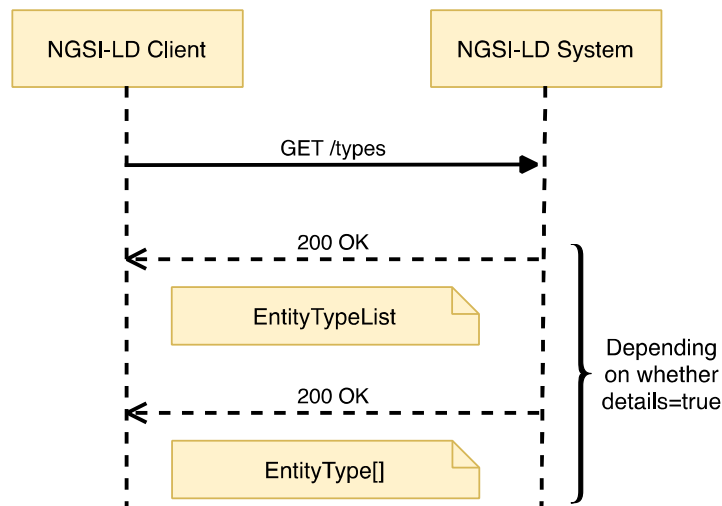 NGSI-LD Client
NGSI-LD System
GET /types
200 OK
EntityTypeList
Depending
on whether
details=true
200 OK
EntityType[]